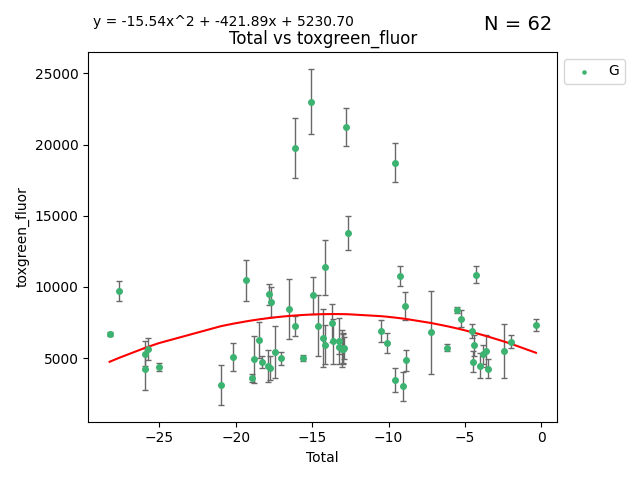 y = -15.54x^2 + -421.89x + 5230.70
N = 62
Total vs toxgreen_fluor
G
25000
20000
15000
10000
5000
toxgreen_fluor
−25
−20
−15
−10
−5
0
Total